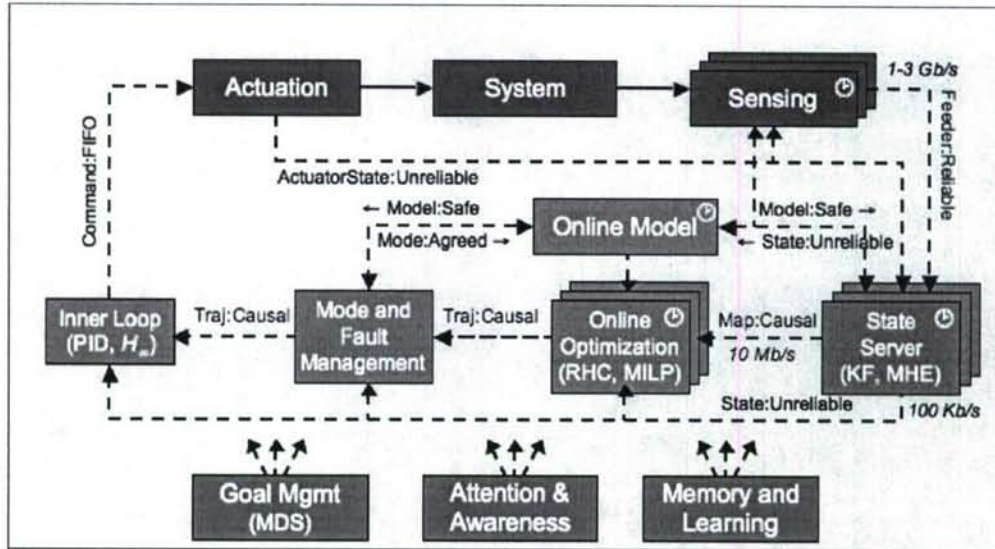 Actuation
System
Sensing
1-3 Gb/s
Command:FIFO
Feeder:Reliable
ActuatorState:Unreliable
← Model:Safe
Mode:Agreed →
Online Model
Model:Safe →
← State:Unreliable
Inner Loop
(PID, H∞)
Traj:Causal
Mode and
Fault
Management
Traj:Causal
Online
Optimization
(RHC, MILP)
Map:Causal
10 Mb/s
State
Server
(KF, MHE)
State:Unreliable
100 Kb/s
Goal Mgmt
(MDS)
Attention &
Awareness
Memory and
Learning